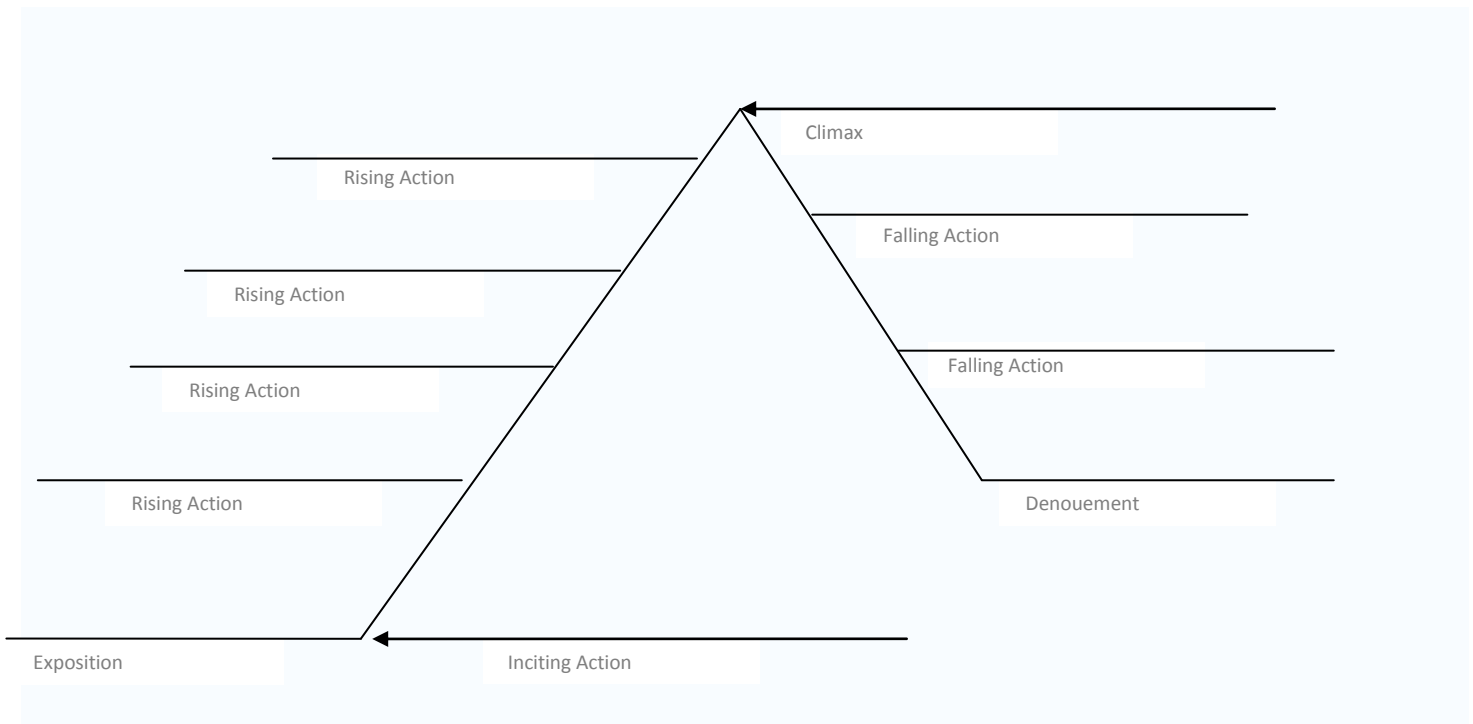 Climax
Rising Action
Falling Action
Rising Action
Falling Action
Rising Action
Rising Action
Denouement
Exposition
Inciting Action